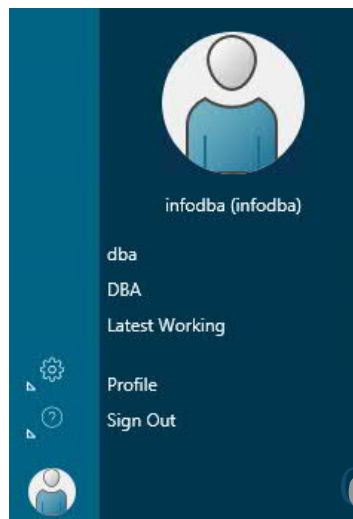 infodba (infodba)
dba
DBA
Latest Working
Profile
?
Sign Out